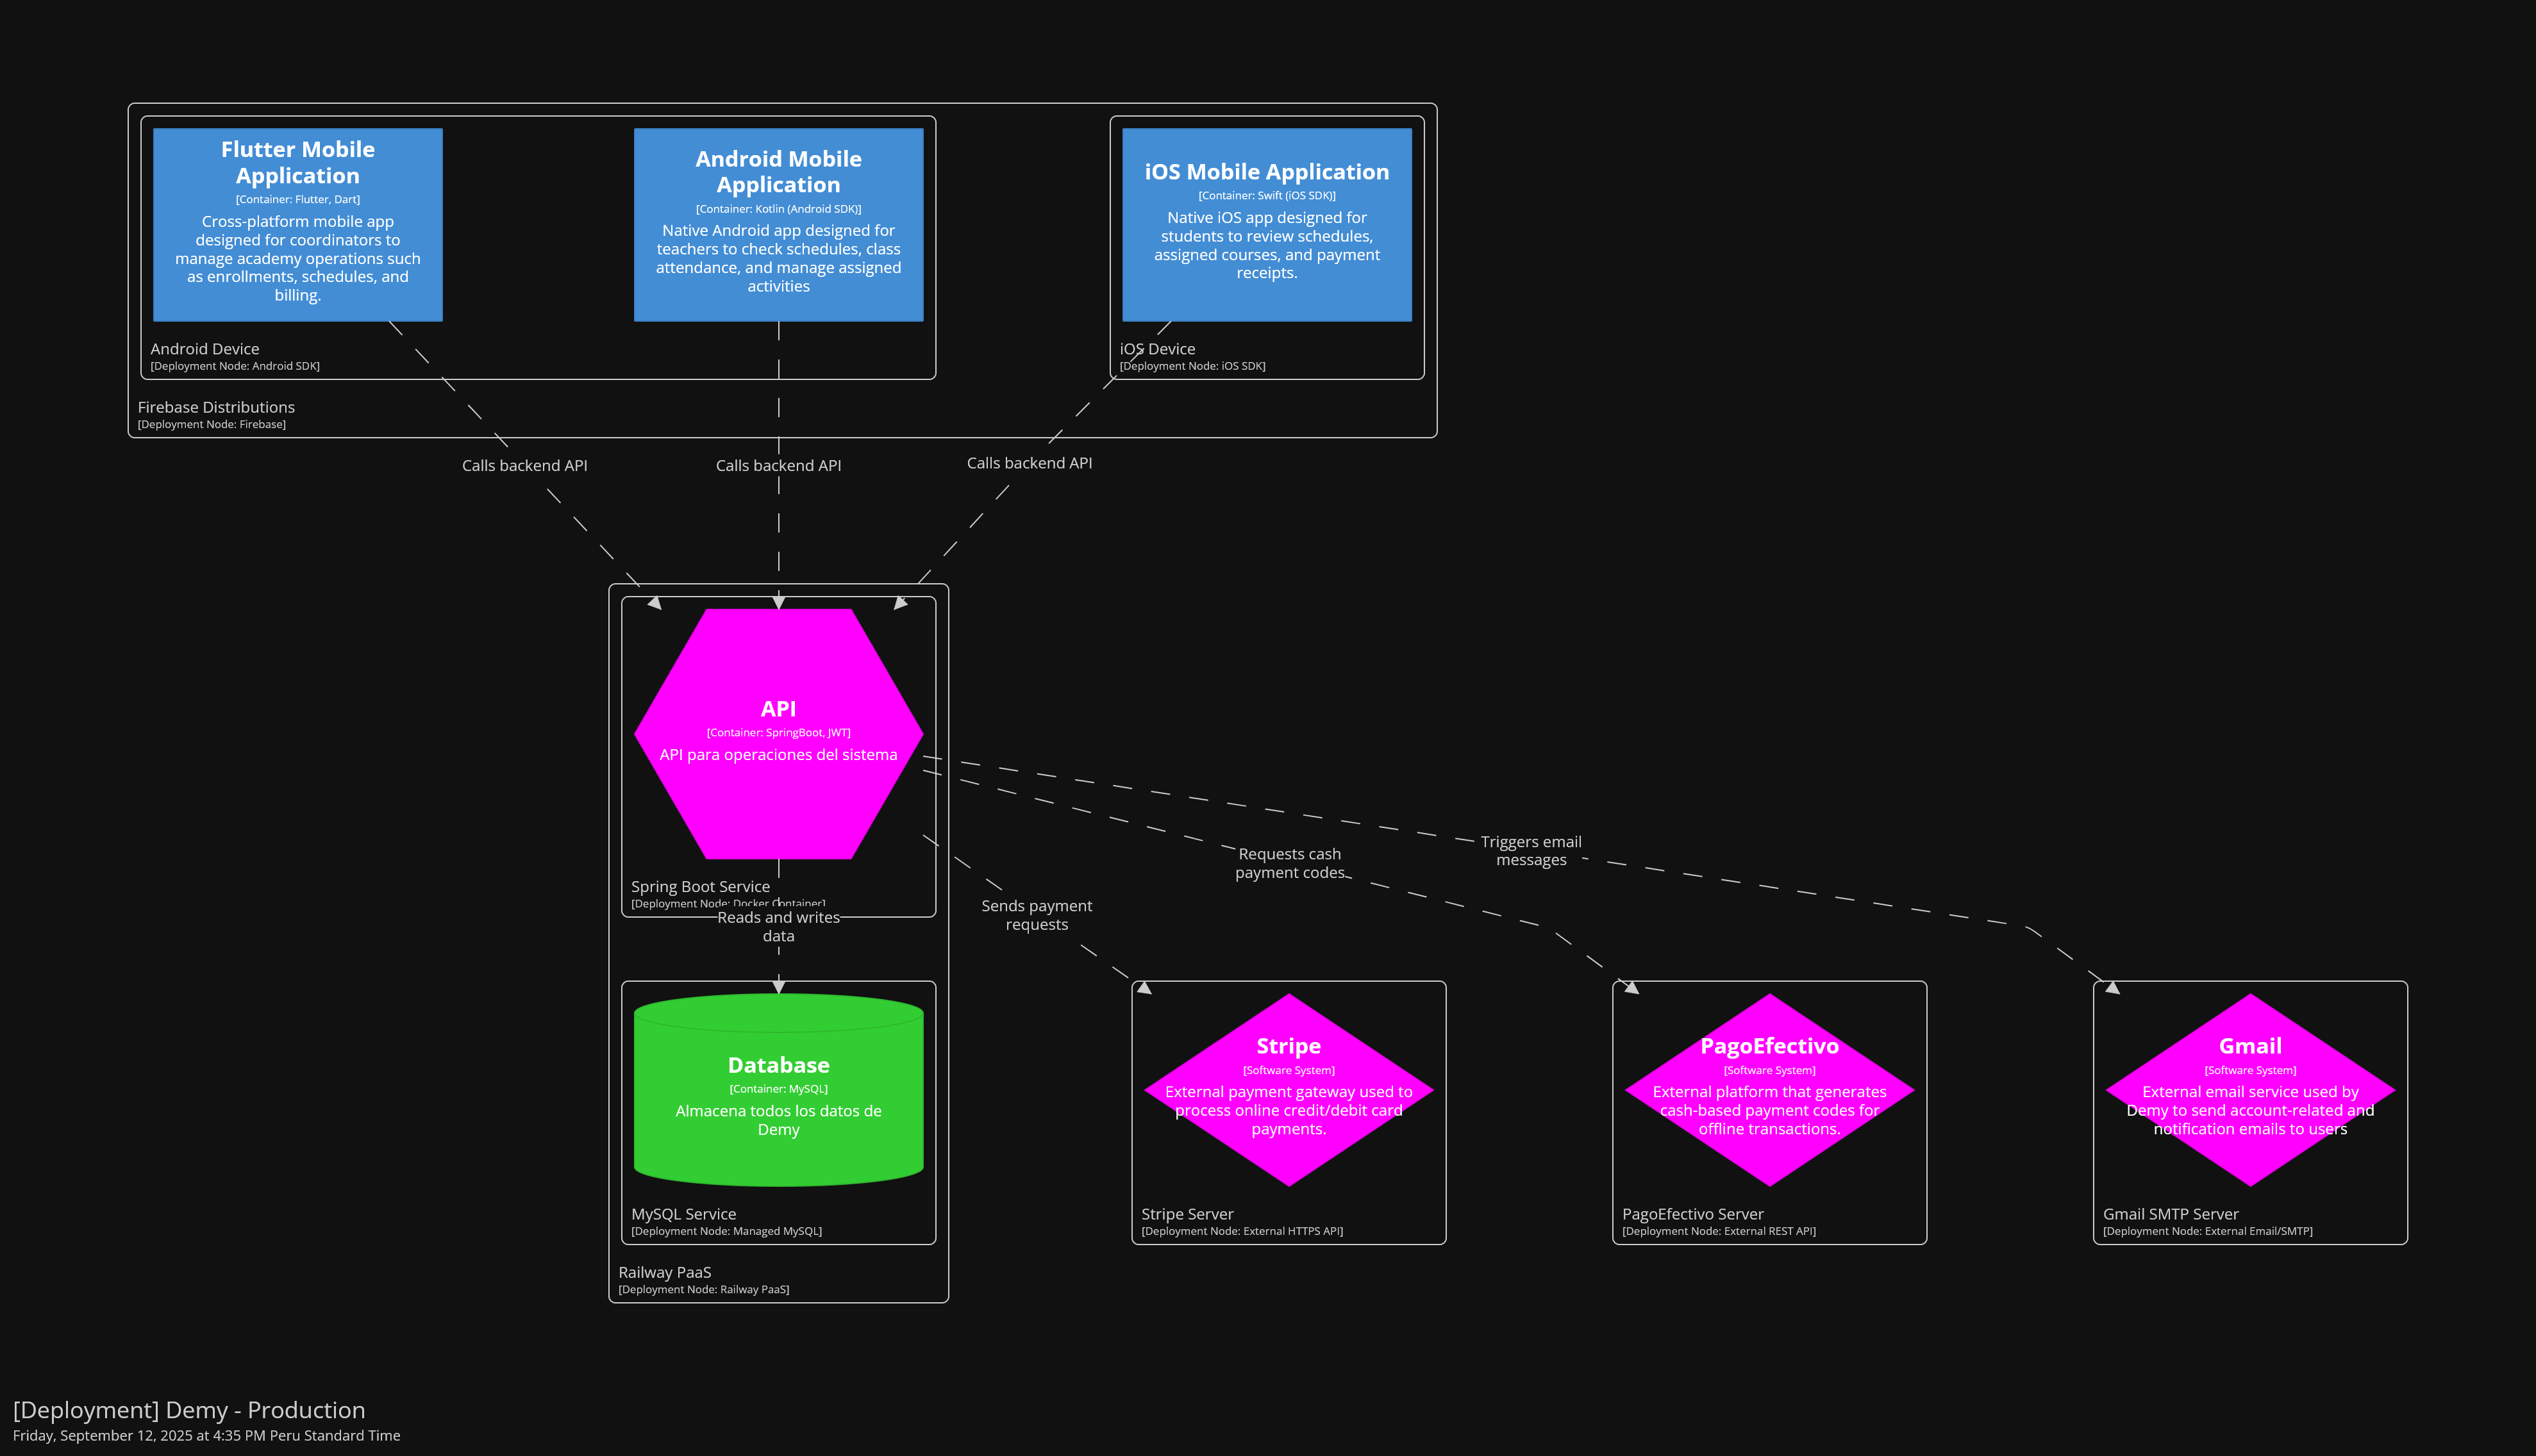 Flutter Mobile
Application
[Container: Flutter, Dart]
Cross-platform mobile app
designed for coordinators to
manage academy operations such
as enrollments, schedules, and
billing.
Android Mobile
Application
[Container: Kotlin (Android SDK)]
Native Android app designed for
teachers to check schedules, class
attendance, and manage assigned
activities
iOS Mobile Application
[Container: Swift (iOS SDK)]
Native iOS app designed for
students to review schedules,
assigned courses, and payment
receipts.
Android Device
[Deployment Node: Android SDK]
iOS Device
[Deployment Node: iOS SDK]
Firebase Distributions
[Deployment Node: Firebase]
Calls backend API
Calls backend API
Calls backend API
API
[Container: SpringBoot, JWT]
API para operaciones del sistema
Spring Boot Service
[Deployment Node: Docker Container]
Reads and writes
data
Sends payment
requests
Requests cash
payment codes
Triggers email
messages
Database
[Container: MySQL]
Almacena todos los datos de
Demy
MySQL Service
[Deployment Node: Managed MySQL]
Railway PaaS
[Deployment Node: Railway PaaS]
Stripe
[Software System]
External payment gateway used to
process online credit/debit card
payments.
Stripe Server
[Deployment Node: External HTTPS API]
PagoEfectivo
[Software System]
External platform that generates
cash-based payment codes for
offline transactions.
PagoEfectivo Server
[Deployment Node: External REST API]
Gmail
[Software System]
External email service used by
Demy to send account-related and
notification emails to users
Gmail SMTP Server
[Deployment Node: External Email/SMTP]
[Deployment] Demy - Production
Friday, September 12, 2025 at 4:35 PM Peru Standard Time